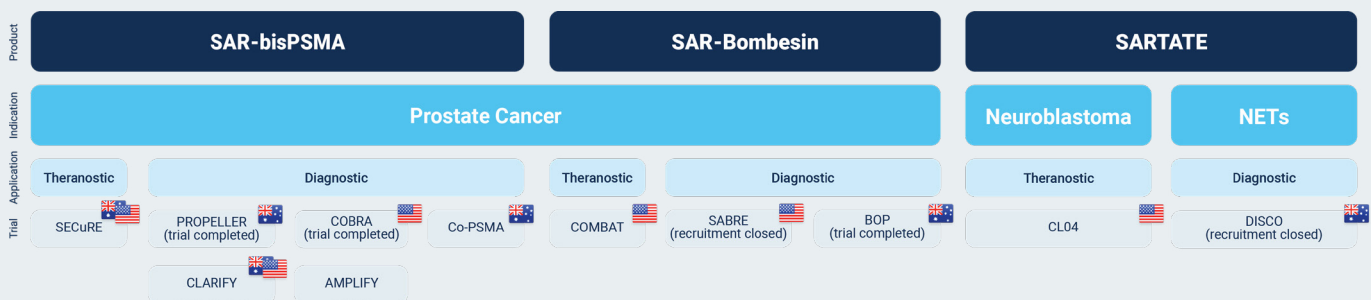 Product
SAR-bisPSMA
SAR-Bombesin
SARTATE
Indication
Prostate Cancer
Neuroblastoma
NETs
Application
Theranostic
Diagnostic
Theranostic
Diagnostic
Theranostic
Diagnostic
Trial
SECuRE
PROPELLER
(trial completed)
COBRA
(trial completed)
Co-PSMA
COMBAT
SABRE
(recruitment closed)
BOP
(trial completed)
CL04
DISCO
(recruitment closed)
CLARIFY
AMPLIFY